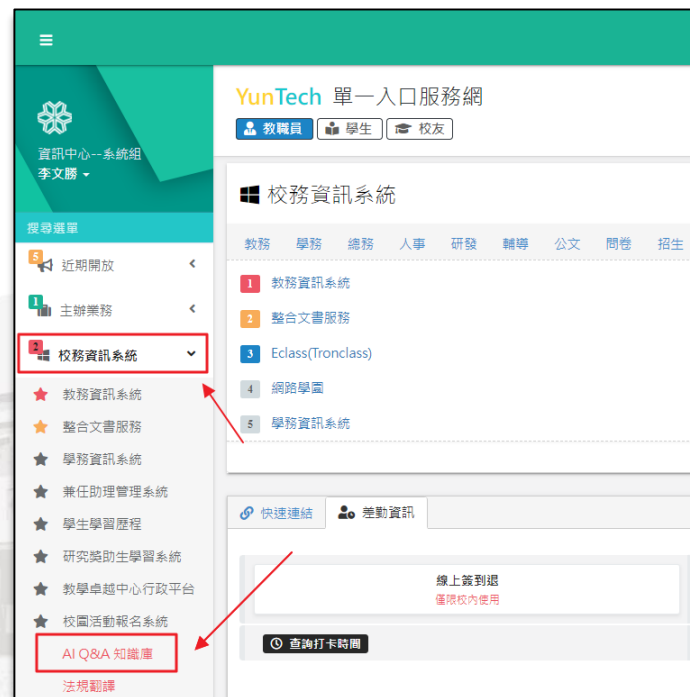 YunTech 單一入口服務網
教職員 學生 校友
資訊中心--系統組
李文勝
搜尋選單
5
近期開放
1
主辦業務
2
校務資訊系統
教務資訊系統
整合文書服務
學務資訊系統
兼任助理管理系統
學生學習歷程
研究獎助生學習系統
教學卓越中心行政平台
校園活動報名系統
AI Q&A 知識庫
法規翻譯
校務資訊系統
教務 學務 總務 人事 研發 輔導 公文 問卷 招生
1 教務資訊系統
2 整合文書服務
3 Eclass(Tronclass)
4 網路學園
5 學務資訊系統
快速連結 差勤資訊
線上簽到退
僅限校內使用
查詢打卡時間